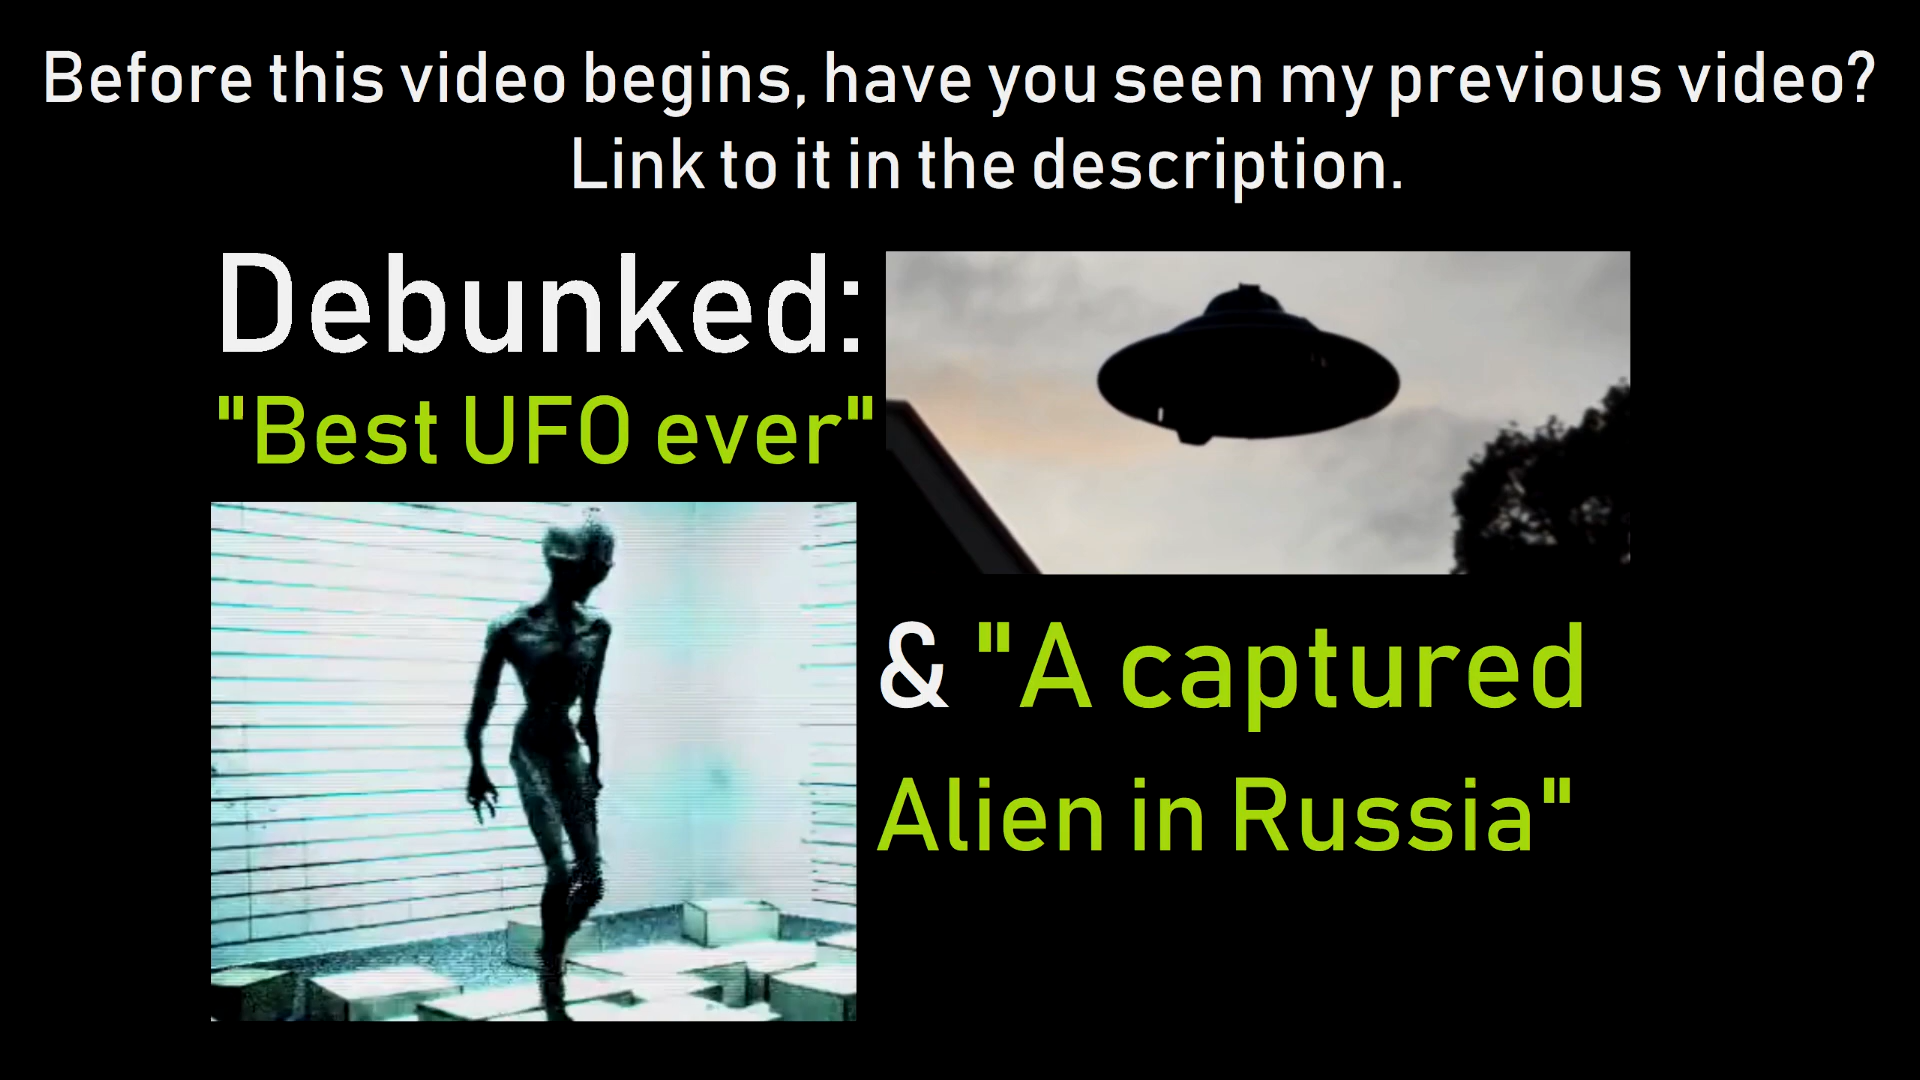 Before this video begins, have you seen my previous video?
Link to it in the description.
Debunked:
"Best UFO ever"
& "A captured
Alien in Russia"